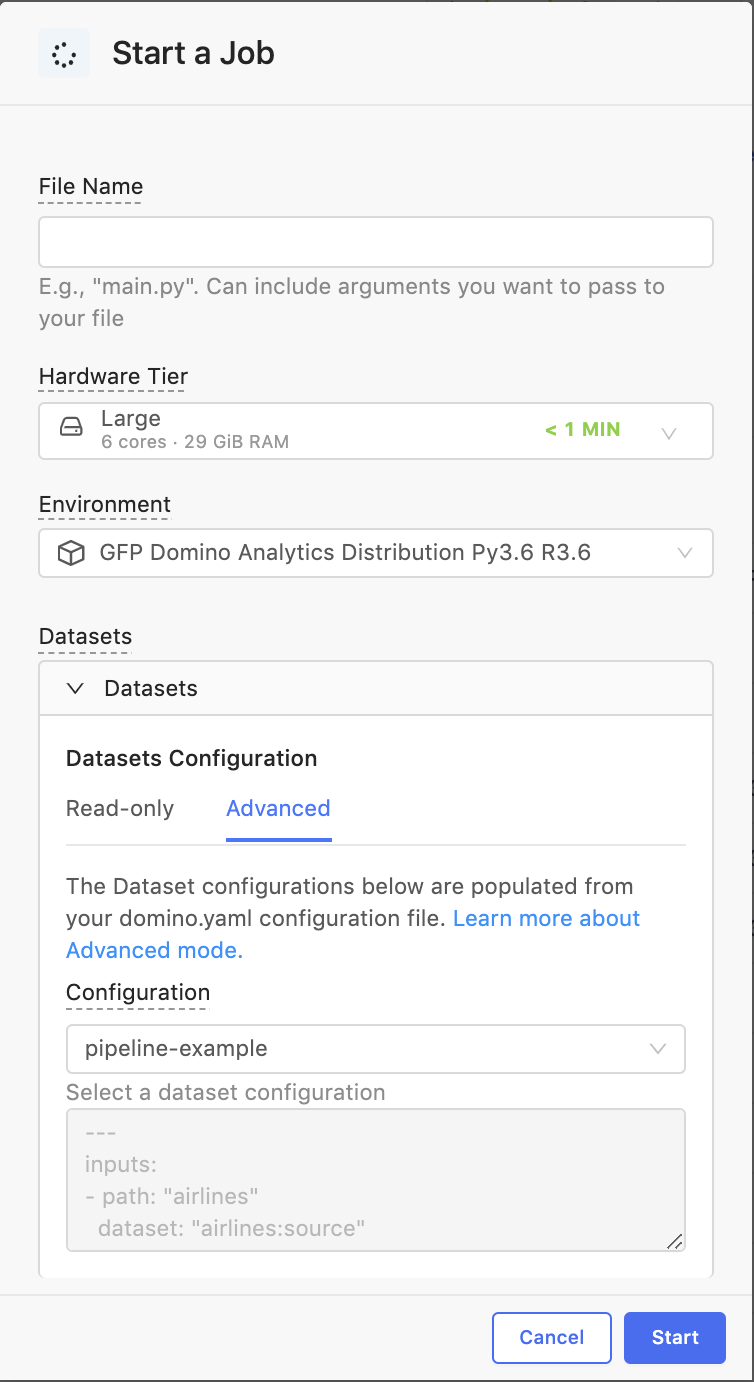 Start a Job
File Name
E.g., "main.py". Can include arguments you want to pass to
your file
Hardware Tier
Large
6 cores · 29 GiB RAM
< 1 MIN
Environment
GFP Domino Analytics Distribution Py3.6 R3.6
Datasets
Datasets
Datasets Configuration
Read-only Advanced
The Dataset configurations below are populated from
your domino.yaml configuration file. Learn more about
Advanced mode.
Configuration
pipeline-example
Select a dataset configuration
---
inputs:
- path: "airlines"
  dataset: "airlines:source"
Cancel Start